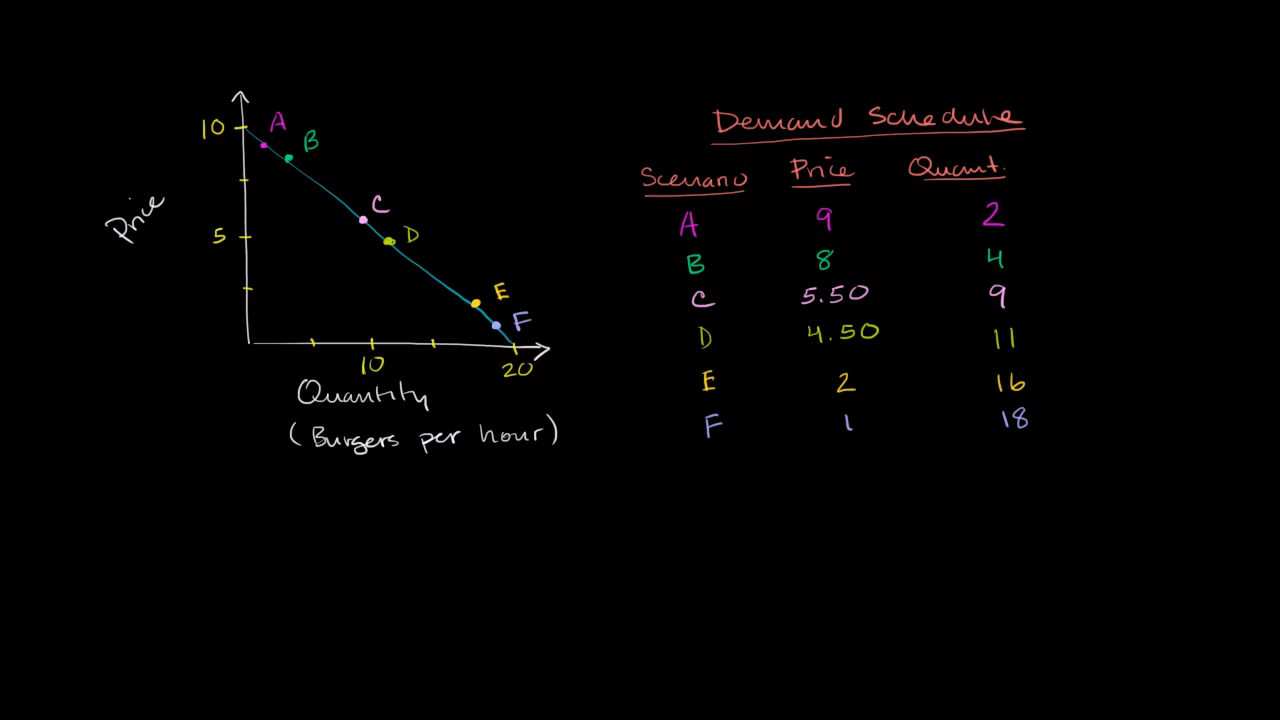 10
A
B
C
5
D
E
F
Price
10
20
Quantity
(Burgers per hour)
Demand Schedule
Scenario Price Quant.
A 9 2
B 8 4
C 5.50 9
D 4.50 11
E 2 16
F 1 18